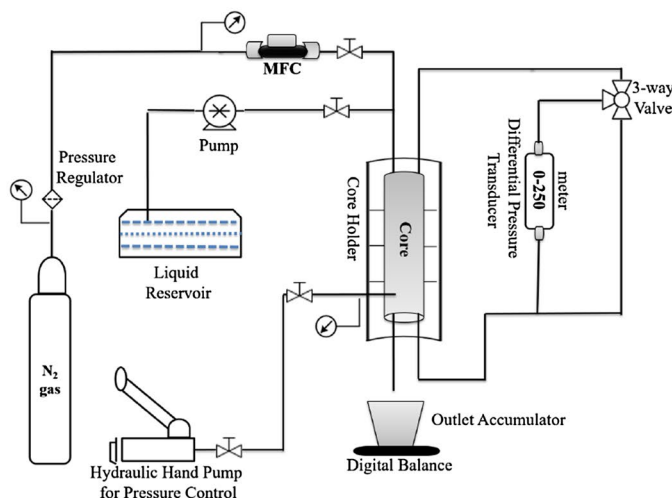 MFC
3-way
Valve
Pump
Pressure
Regulator
Differential Pressure
Transducer
0-250
meter
Core Holder
Core
Liquid
Reservoir
N2
gas
Outlet Accumulator
Digital Balance
Hydraulic Hand Pump
for Pressure Control